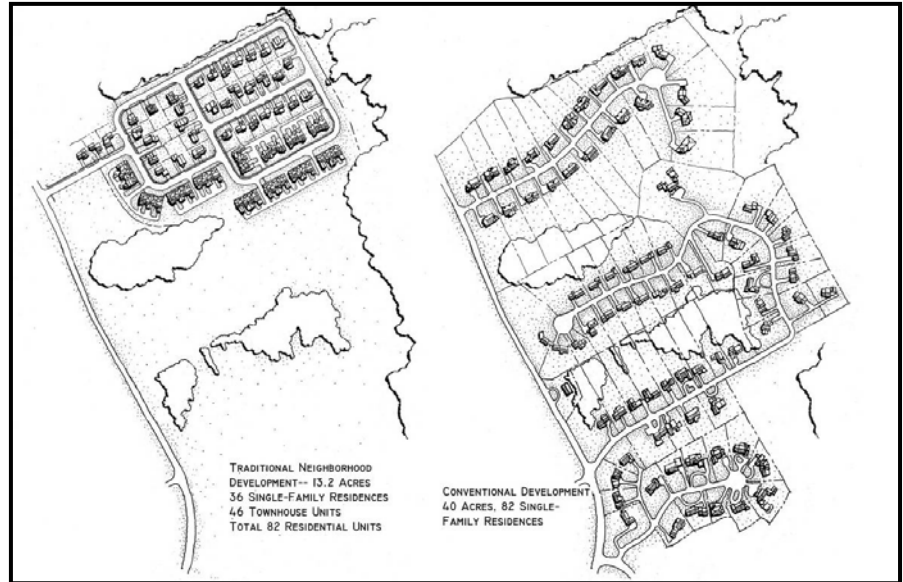 TRADITIONAL NEIGHBORHOOD
DEVELOPMENT-- 13.2 ACRES
36 SINGLE-FAMILY RESIDENCES
46 TOWNHOUSE UNITS
TOTAL 82 RESIDENTIAL UNITS
CONVENTIONAL DEVELOPMENT
40 ACRES, 82 SINGLE-
FAMILY RESIDENCES